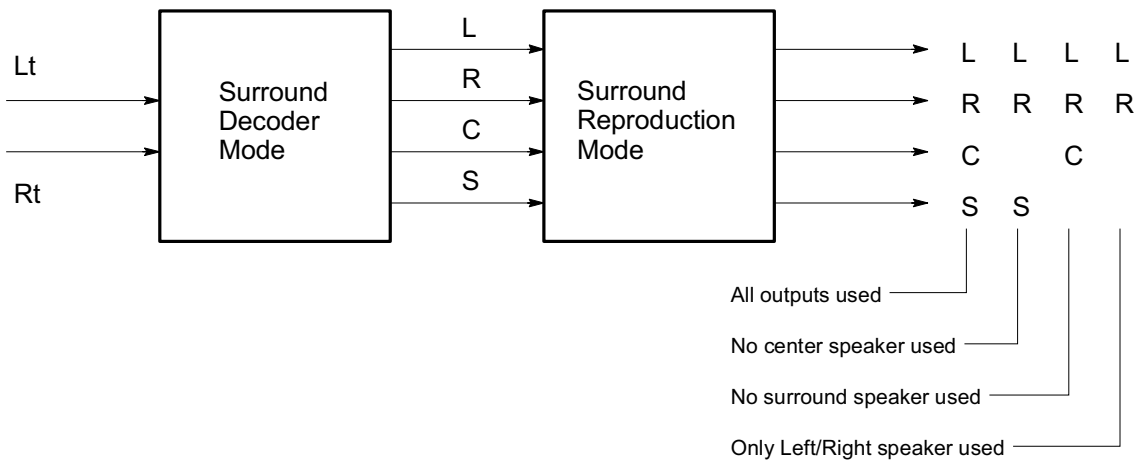 Lt
Rt
Surround
Decoder
Mode
L
R
C
S
Surround
Reproduction
Mode
L L L L
R R R R
C C
S S
All outputs used
No center speaker used
No surround speaker used
Only Left/Right speaker used